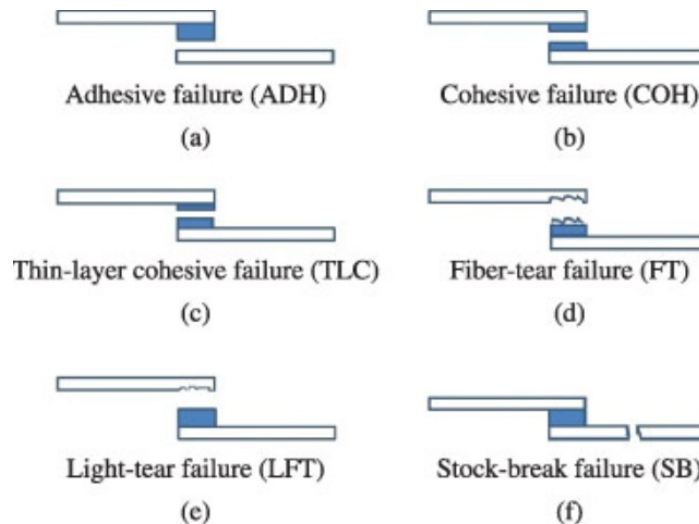 Adhesive failure (ADH)
Cohesive failure (COH)
(a)
(b)
Thin-layer cohesive failure (TLC)
Fiber-tear failure (FT)
(c)
(d)
Light-tear failure (LFT)
Stock-break failure (SB)
(e)
(f)